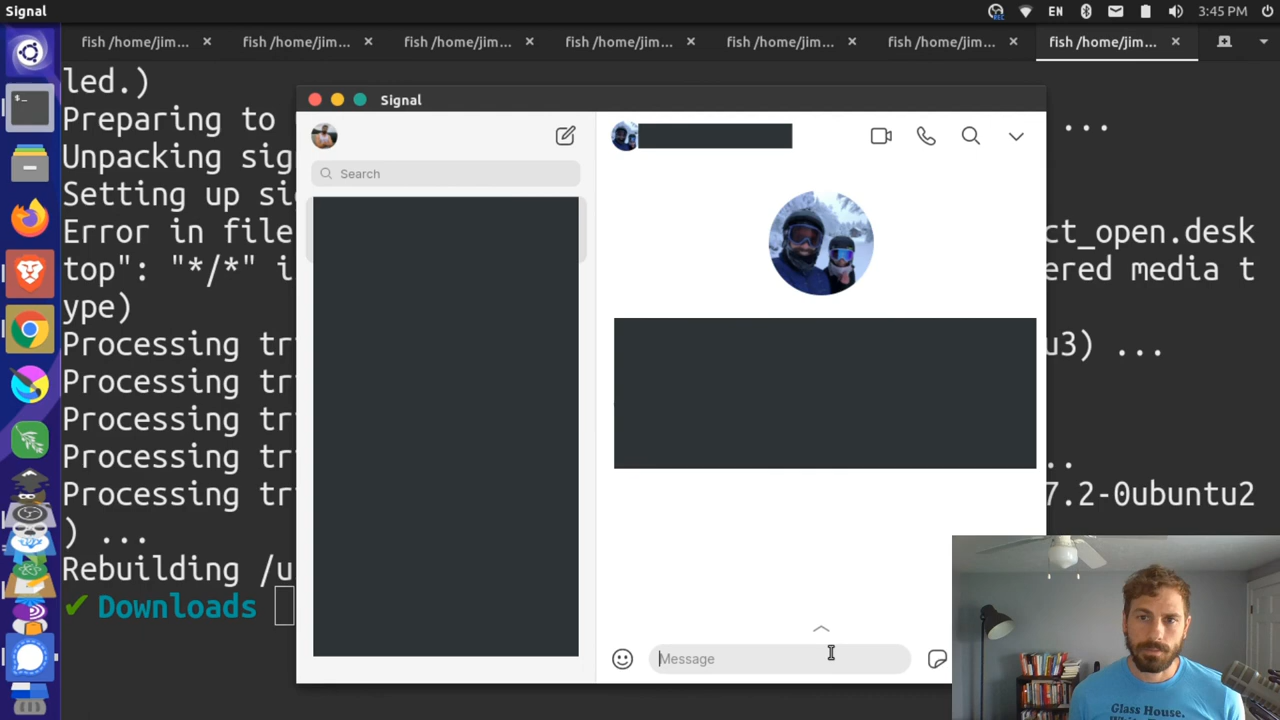 Signal
EN
3:45 PM
fish /home/jim...
fish /home/jim...
fish /home/jim...
fish /home/jim...
fish /home/jim...
fish /home/jim...
fish /home/jim...
led.)
Preparing to
...
Unpacking sig
Setting up si
Error in file
ct_open.desk
top": "*/*" i
ered media t
ype)
Processing tr
u3) ...
Processing tr
Processing tr
Processing tr
..
Processing tr
7.2-0ubuntu2
) ...
Rebuilding /u
✔ Downloads
Signal
Search
Message
Glass House.
REC